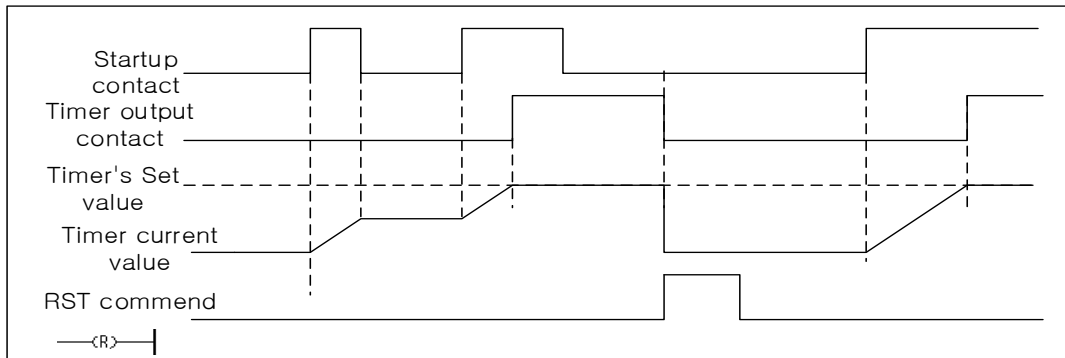 Startup
contact
Timer output
contact
Timer's Set
value
Timer current
value
RST commend
(R)